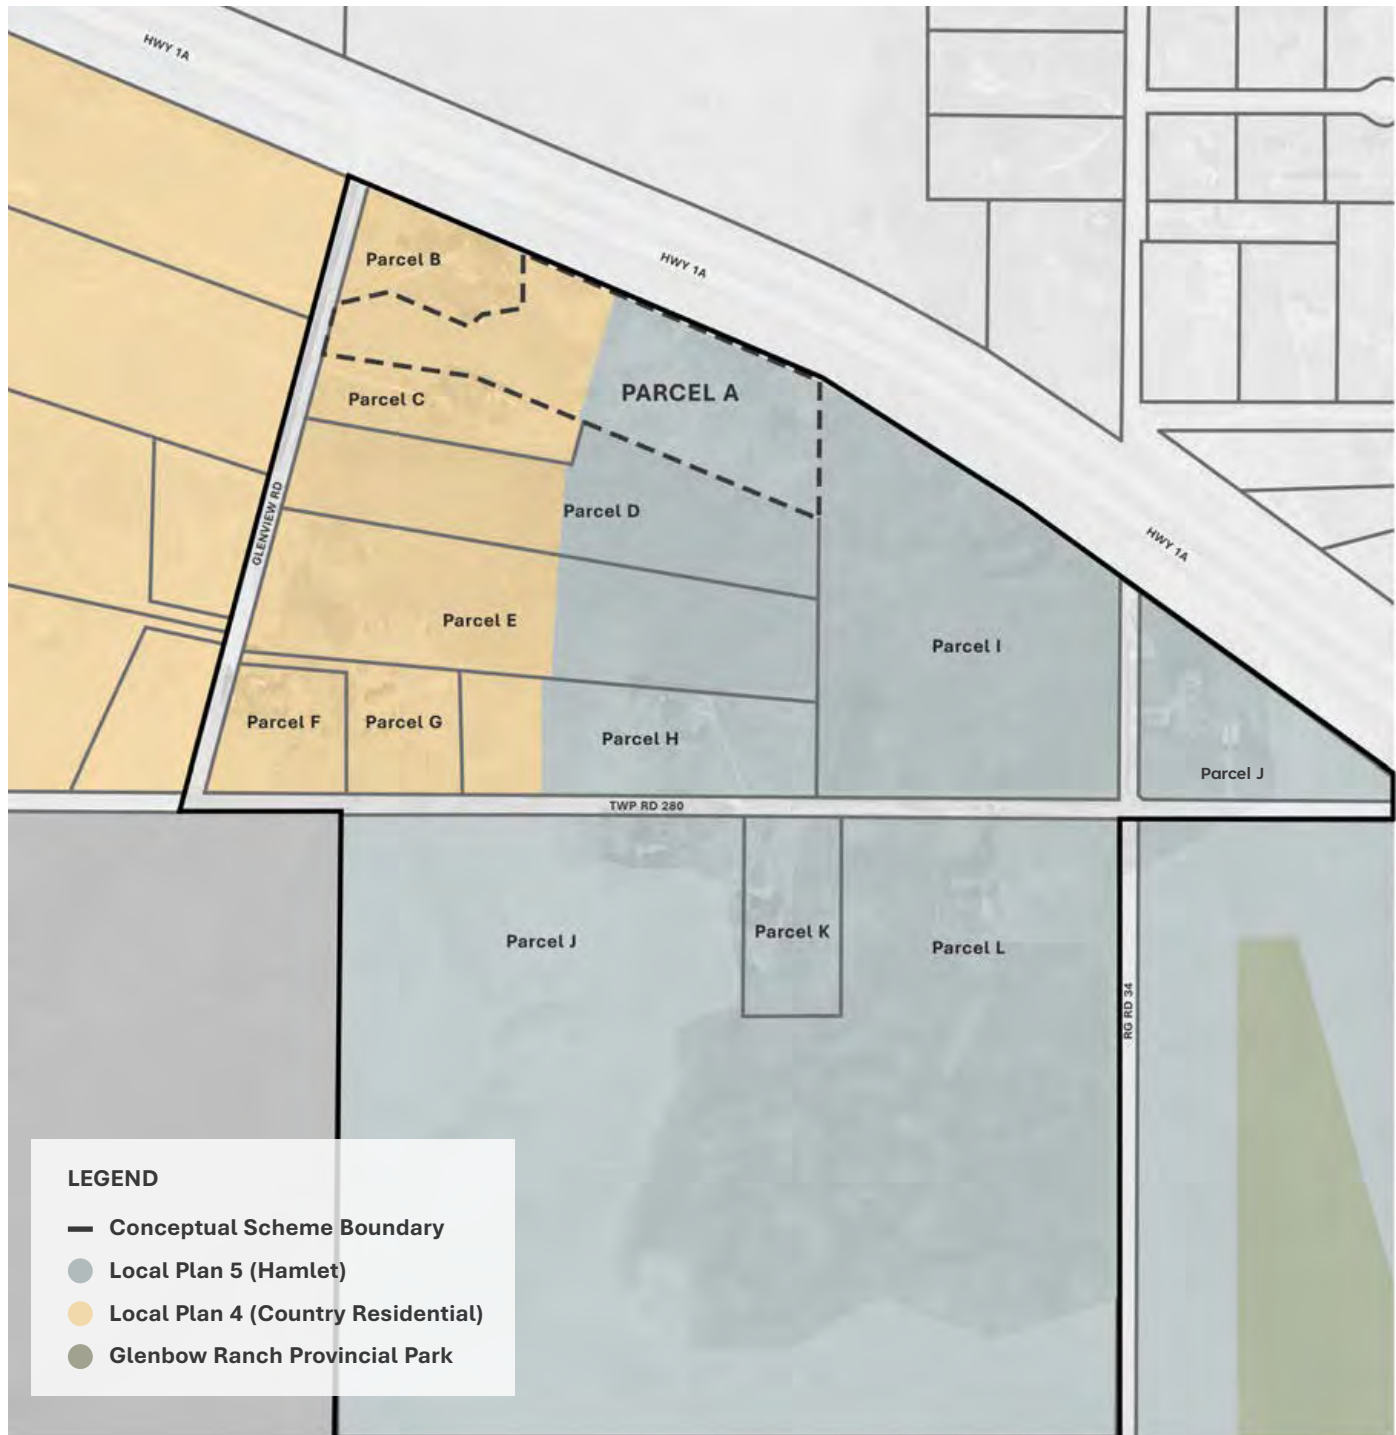 HWY 1A
Parcel B
HWY 1A
PARCEL A
Parcel C
GLENVIEW RD
Parcel D
HWY 1A
Parcel E
Parcel I
Parcel F
Parcel G
Parcel H
Parcel J
TWP RD 280
Parcel J
Parcel K
Parcel L
RG RD 34
LEGEND
Conceptual Scheme Boundary
Local Plan 5 (Hamlet)
Local Plan 4 (Country Residential)
Glenbow Ranch Provincial Park